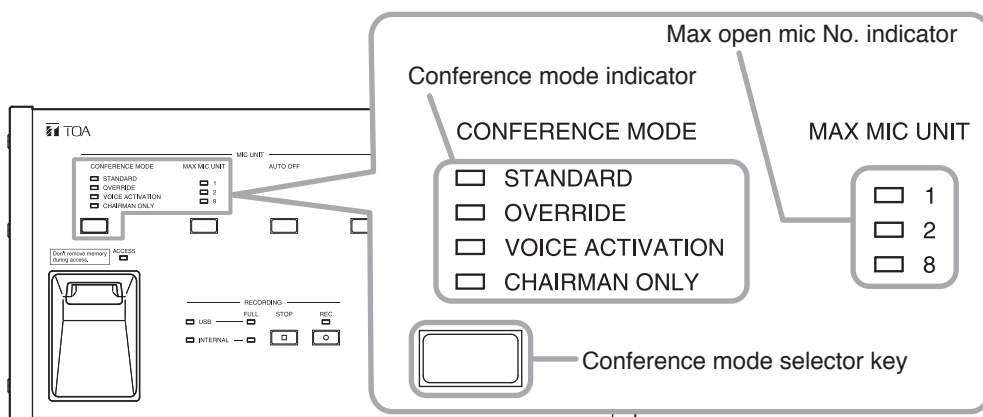 Max open mic No. indicator
Conference mode indicator
CONFERENCE MODE MAX MIC UNIT
STANDARD 1
OVERRIDE 2
VOICE ACTIVATION 8
CHAIRMAN ONLY
Conference mode selector key
TOA
MIC UNIT
CONFERENCE MODE MAX MIC UNIT AUTO OFF
STANDARD 1
OVERRIDE 2
VOICE ACTIVATION 8
CHAIRMAN ONLY
Don't remove memory
during access.
ACCESS
RECORDING
FULL STOP REC
USB
INTERNAL